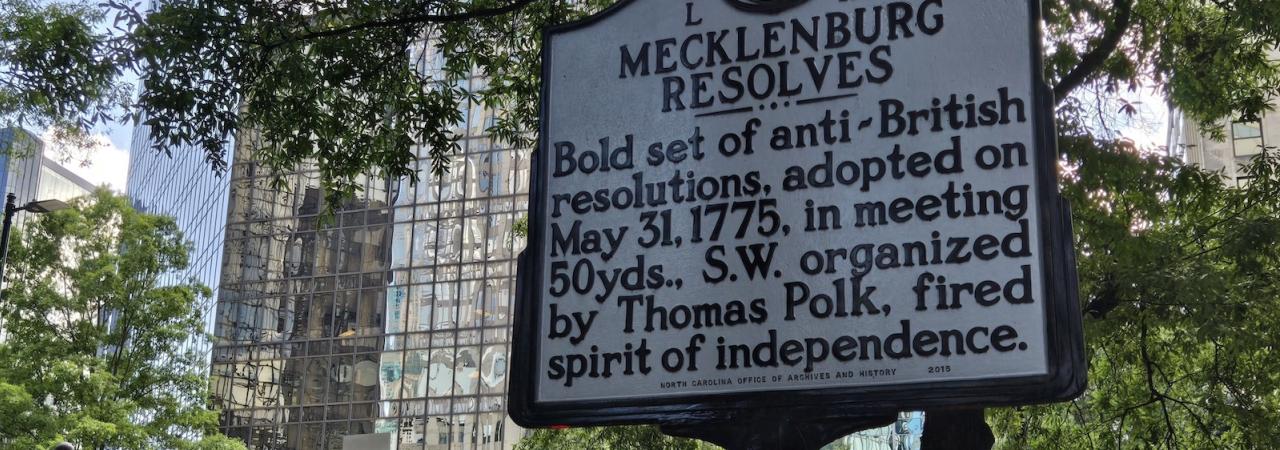 L
MECKLENBURG
RESOLVES
Bold set of anti-British
resolutions, adopted on
May 31, 1775, in meeting
50yds., S.W. organized
by Thomas Polk, fired
spirit of independence.
NORTH CAROLINA OFFICE OF ARCHIVES AND HISTORY 2015